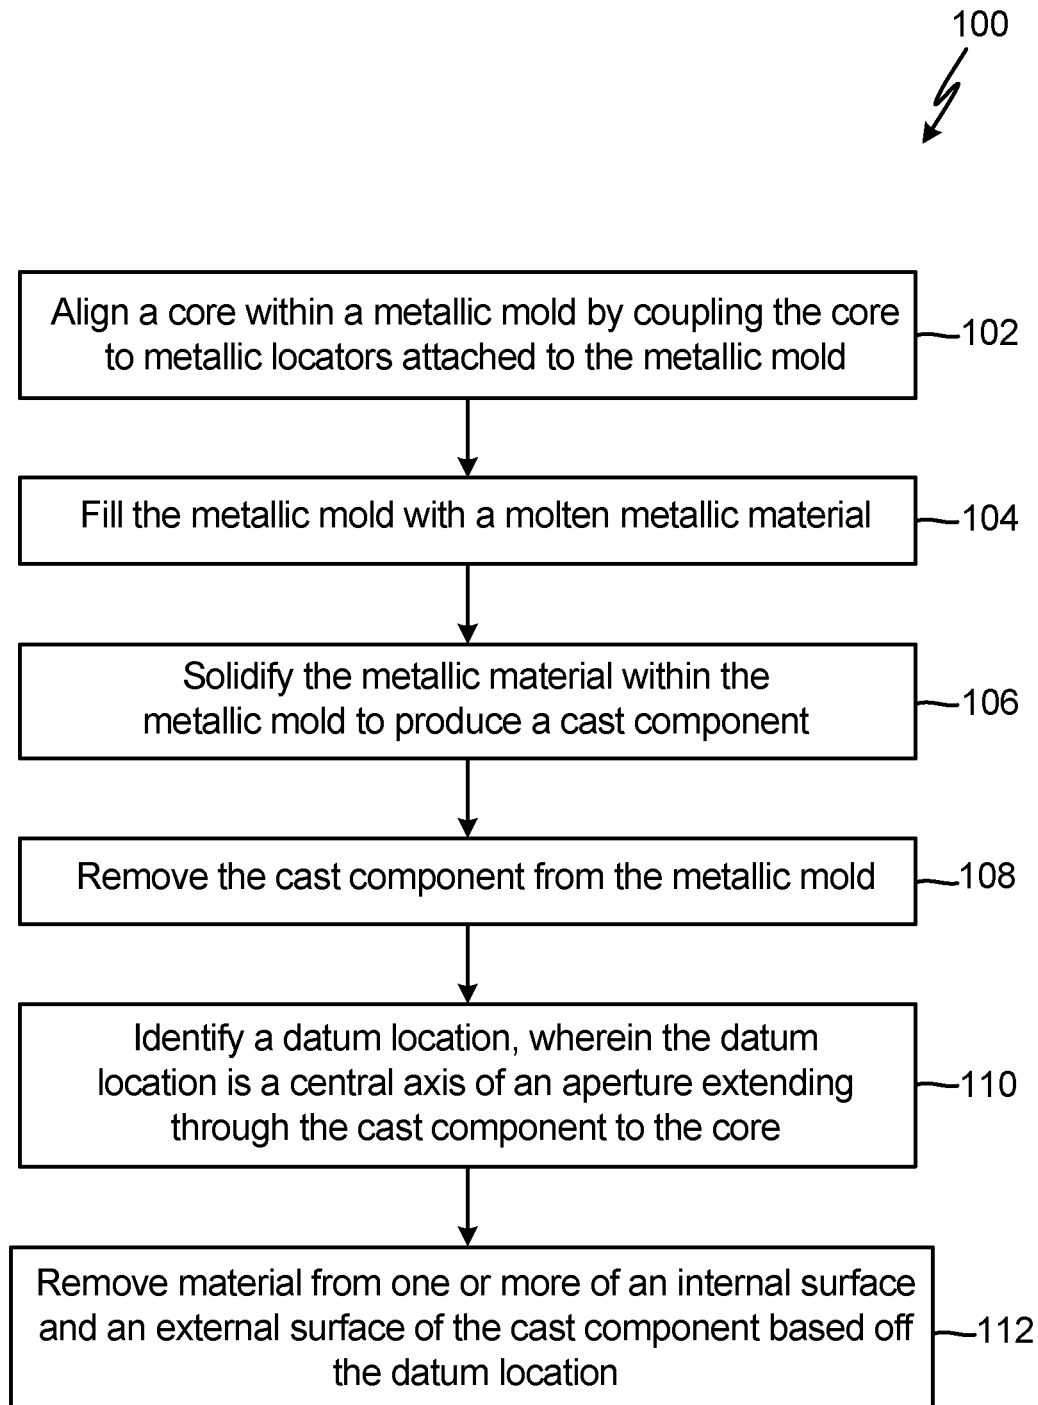 100
Align a core within a metallic mold by coupling the core
to metallic locators attached to the metallic mold
102
Fill the metallic mold with a molten metallic material
104
Solidify the metallic material within the
metallic mold to produce a cast component
106
Remove the cast component from the metallic mold
108
Identify a datum location, wherein the datum
location is a central axis of an aperture extending
through the cast component to the core
110
Remove material from one or more of an internal surface
and an external surface of the cast component based off
the datum location
112